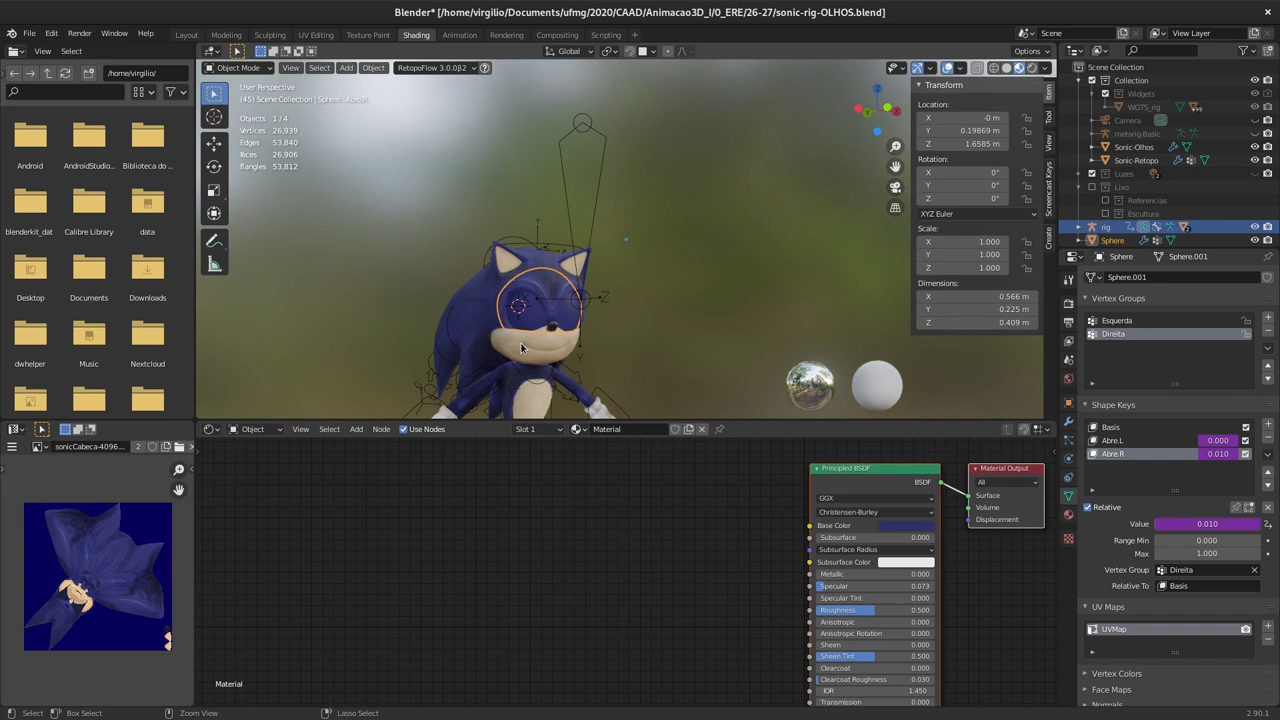 Blender* [/home/virgilio/Documents/ufmg/2020/CAAD/Animacao3D_I/0_ERE/26-27/sonic-rig-OLHOS.blend]
File Edit Render Window Help Layout Modeling Sculpting UV Editing Texture Paint Shading Animation Rendering Compositing Scripting + Scene View Layer
View Select Global Options
/home/virgilio/
Object Mode View Select Add Object RetopoFlow 3.0.0β2
User Perspective
(45) Scene Collection | Sphere : Abre.R
Objects 1/4
Vertices 26,939
Edges 53,840
Faces 26,906
Triangles 53,812
Android
AndroidStudio...
Biblioteca do ...
blenderkit_data
Calibre Library
data
Desktop
Documents
Downloads
dwhelper
Music
Nextcloud
Transform
Location:
X -0 m
Y 0.19869 m
Z 1.6585 m
Rotation:
X 0°
Y 0°
Z 0°
XYZ Euler
Scale:
X 1.000
Y 1.000
Z 1.000
Dimensions:
X 0.566 m
Y 0.225 m
Z 0.409 m
Item
Tool
View
Screencast Keys
Create
Scene Collection
Collection
Widgets
WGTS_rig
Camera
metarig-Basic
Sonic-Olhos
Sonic-Retopo
Luzes
Lixo
Referencias
Escultura
rig
Sphere
Sphere Sphere.001
Sphere.001
Vertex Groups
Esquerda
Direita
Shape Keys
Basis
Abre.L 0.000
Abre.R 0.010
Relative
Value 0.010
Range Min 0.000
Max 1.000
Vertex Group Direita
Relative To Basis
UV Maps
UVMap
Vertex Colors
Face Maps
sonicCabeca-4096... 2
Object View Select Add Node Use Nodes Slot 1 Material
Principled BSDF
BSDF
GGX
Christensen-Burley
Base Color
Subsurface 0.000
Subsurface Radius
Subsurface Color
Metallic 0.000
Specular 0.073
Specular Tint 0.000
Roughness 0.500
Anisotropic 0.000
Anisotropic Rotation 0.000
Sheen 0.000
Sheen Tint 0.500
Clearcoat 0.000
Clearcoat Roughness 0.030
IOR 1.450
Transmission 0.000
Material Output
All
Surface
Volume
Displacement
Material
Select Box Select Zoom View Lasso Select 2.90.1